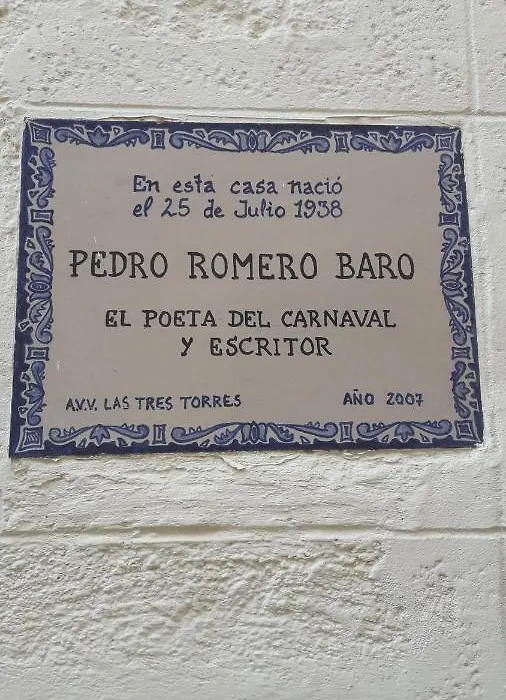 En esta casa nació
el 25 de Julio 1938
PEDRO ROMERO BARO
EL POETA DEL CARNAVAL
Y ESCRITOR
A.V.V. LAS TRES TORRES AÑO 2007